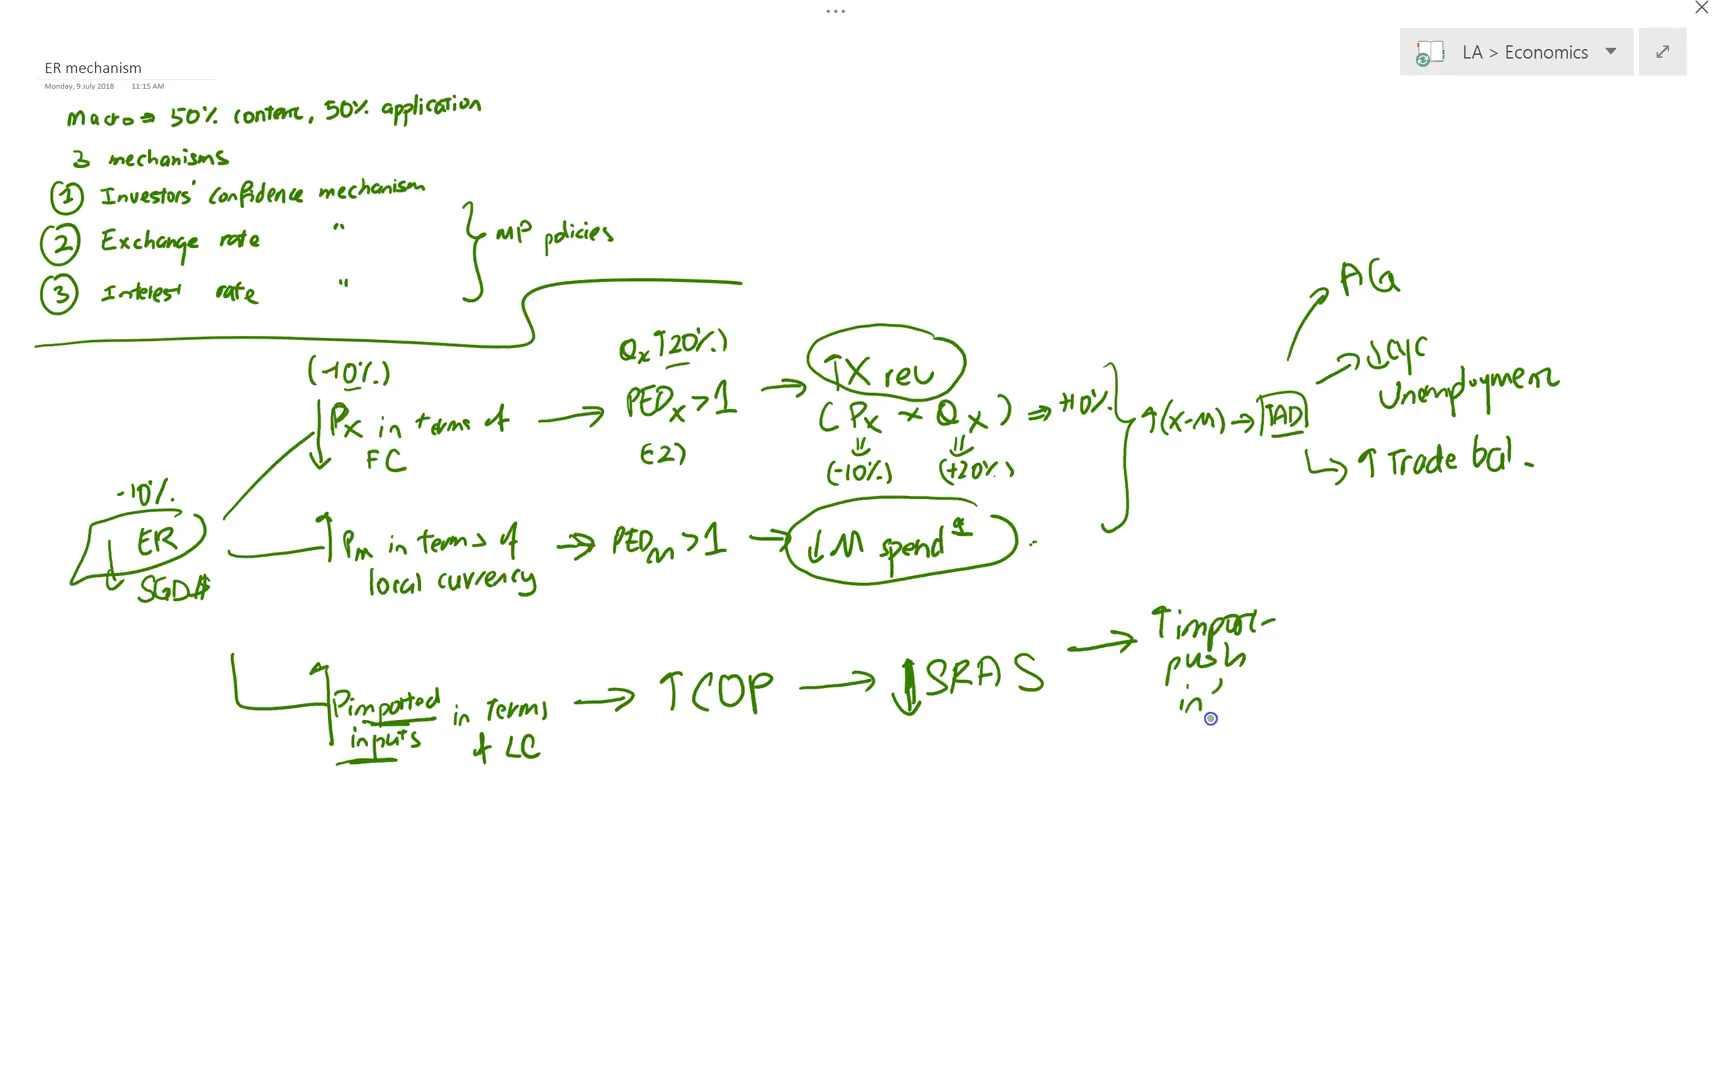 LA > Economics
ER mechanism
Monday, 9 July 2018 11:15 AM
Macro → 50% content, 50% application
3 mechanisms
① Investors' confidence mechanism
② Exchange rate "
③ Interest rate "
} MP policies
(-10%)
↓ Px in terms of
FC
→ PEDx > 1
Qx ↑ 20%)
(=2)
→ ↑X rev
( Px × Qx ) ⇒ +10%
(-10%) (+20%)
} ↑(X-M) → ↑AD
AG
↓ cyc
Unemployment
↑ Trade bal.
-10%
↓ ER
SGD$
↑ Pm in terms of
local currency
→ PEDm > 1 → ↓ M spend
↑ Pimported
inputs
in terms
of LC
→ ↑ COP → ↓ SRAS → ↑ import-
push
in'